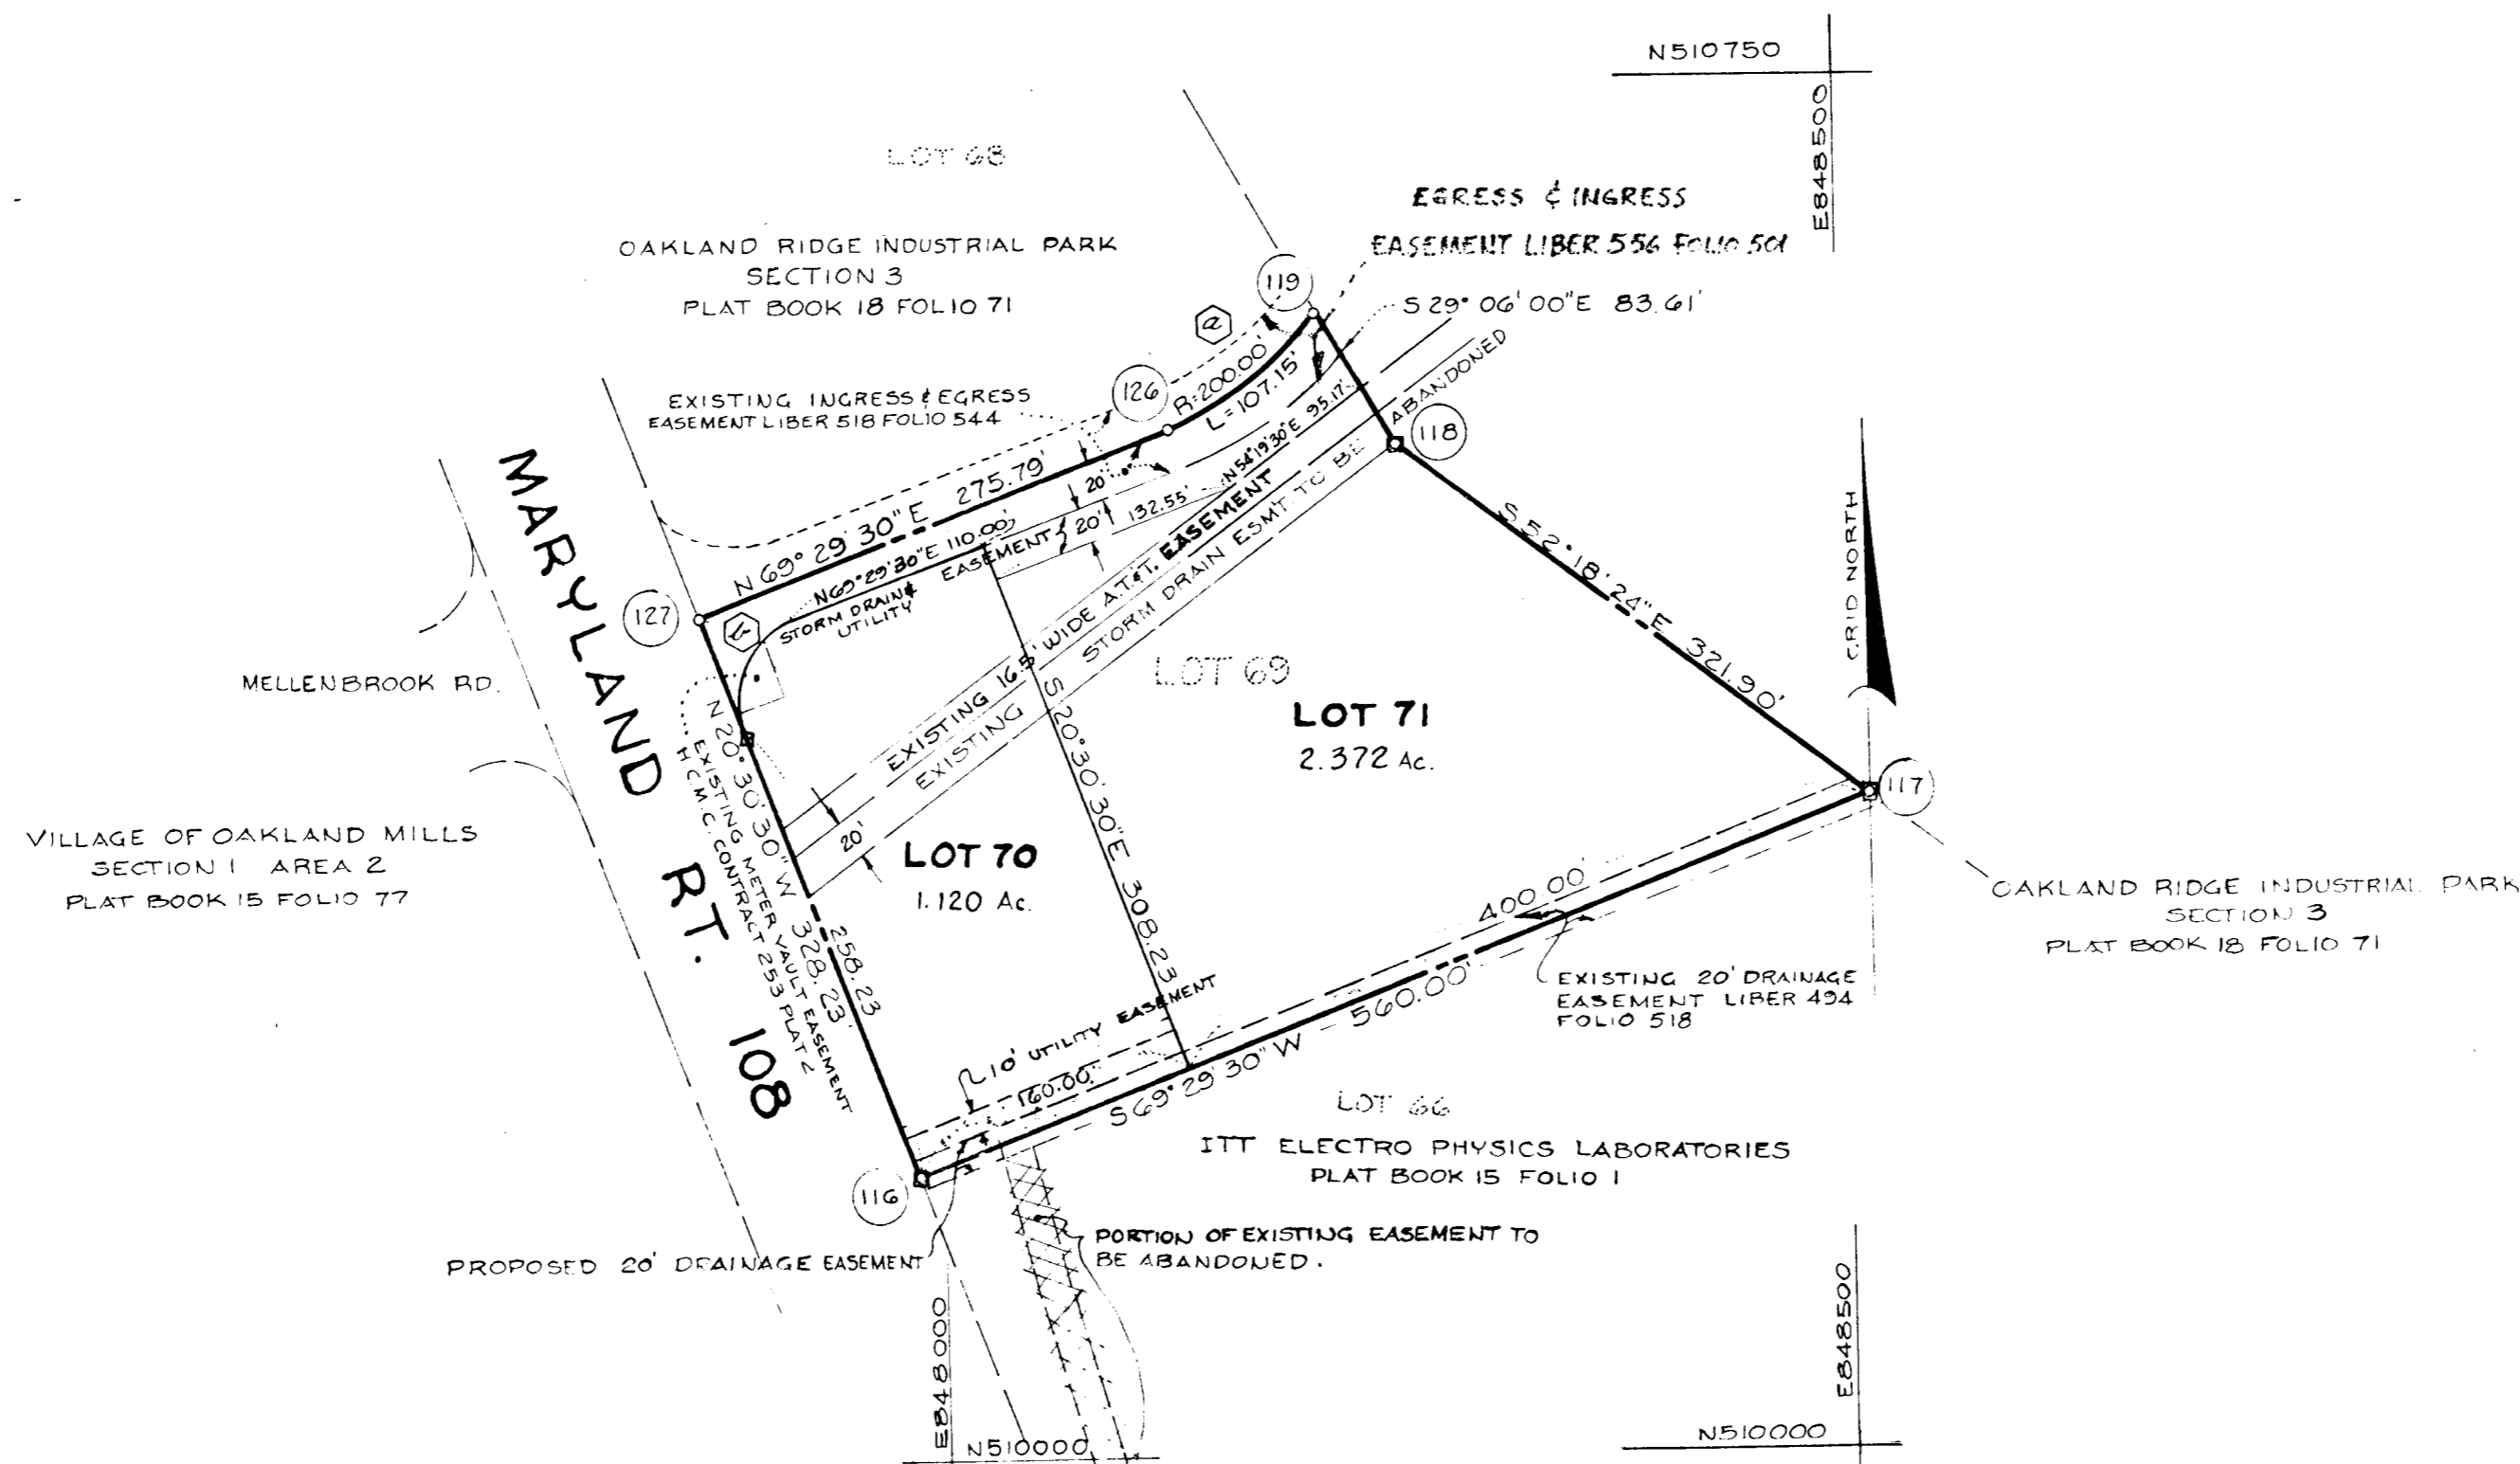 N510750
E848500
LOT 68
OAKLAND RIDGE INDUSTRIAL PARK
SECTION 3
PLAT BOOK 18 FOLIO 71
EGRESS & INGRESS
EASEMENT LIBER 556 FOLIO 501
119
a
S 29° 06' 00"E 83.61'
126
R=200.00'
L=107.15'
EXISTING INGRESS & EGRESS
EASEMENT LIBER 518 FOLIO 544
ABANDONED
118
N 69° 29' 30" E 275.79'
20'
N 54°19'30"E 95.17'
132.55'
20'
N69°29'30"E 110.00'
EASEMENT
STORM DRAIN &
UTILITY
127
b
MARYLAND RT. 108
MELLENBROOK RD.
EXISTING 16.5' WIDE A.T.&T. EASEMENT
EXISTING STORM DRAIN ESMT. TO BE
20'
S 52° 18' 24" E 321.90'
GRID NORTH
LOT 69
LOT 71
2.372 Ac.
S 20°30'30"E 308.23
117
VILLAGE OF OAKLAND MILLS
SECTION 1 AREA 2
PLAT BOOK 15 FOLIO 77
N 20° 30' 30" W 328.23'
258.23
EXISTING METER VAULT EASEMENT
H.C.M.C. CONTRACT 253 PLAT 2
LOT 70
1.120 Ac.
400.00'
OAKLAND RIDGE INDUSTRIAL PARK
SECTION 3
PLAT BOOK 18 FOLIO 71
EXISTING 20' DRAINAGE
EASEMENT LIBER 494
FOLIO 518
10' UTILITY EASEMENT
160.00'
S 69° 29' 30" W - 560.00'
LOT 66
ITT ELECTRO PHYSICS LABORATORIES
PLAT BOOK 15 FOLIO 1
116
PROPOSED 20' DRAINAGE EASEMENT
PORTION OF EXISTING EASEMENT TO
BE ABANDONED.
E848000
N510000
E848500
N510000